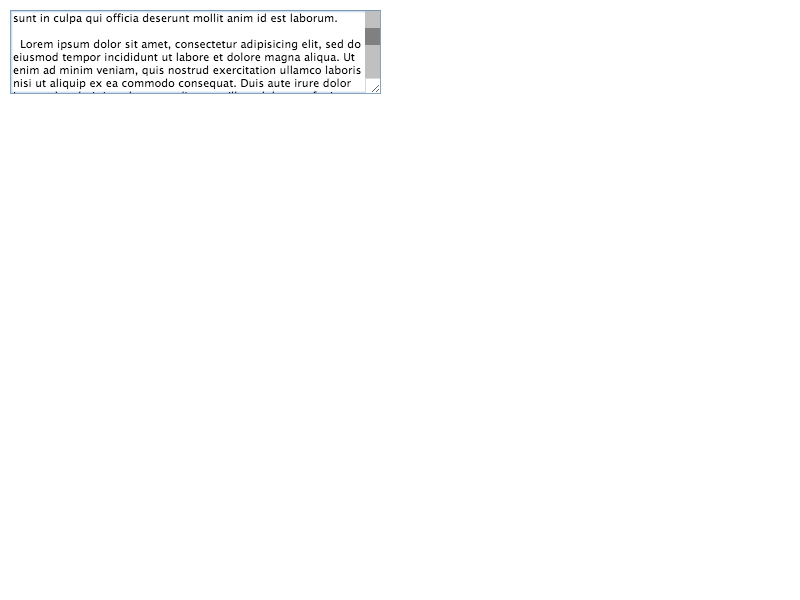 sunt in culpa qui officia deserunt mollit anim id est laborum.
Lorem ipsum dolor sit amet, consectetur adipisicing elit, sed do
eiusmod tempor incididunt ut labore et dolore magna aliqua. Ut
enim ad minim veniam, quis nostrud exercitation ullamco laboris
nisi ut aliquip ex ea commodo consequat. Duis aute irure dolor